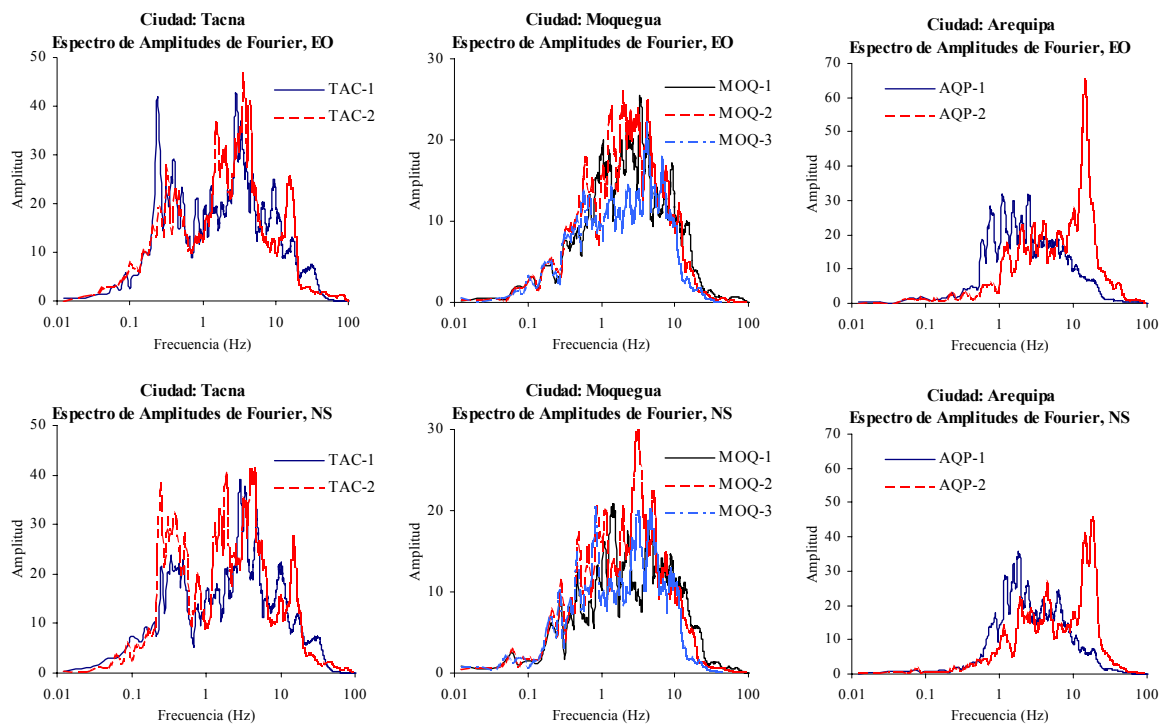 Ciudad: Tacna
Espectro de Amplitudes de Fourier, EO
50
40
30
20
10
0
Amplitud
TAC-1
TAC-2
0.01 0.1 1 10 100
Frecuencia (Hz)
Ciudad: Moquegua
Espectro de Amplitudes de Fourier, EO
30
20
10
0
Amplitud
MOQ-1
MOQ-2
MOQ-3
0.01 0.1 1 10 100
Frecuencia (Hz)
Ciudad: Arequipa
Espectro de Amplitudes de Fourier, EO
70
60
50
40
30
20
10
0
Amplitud
AQP-1
AQP-2
0.01 0.1 1 10 100
Frecuencia (Hz)
Ciudad: Tacna
Espectro de Amplitudes de Fourier, NS
50
40
30
20
10
0
Amplitud
TAC-1
TAC-2
0.01 0.1 1 10 100
Frecuencia (Hz)
Ciudad: Moquegua
Espectro de Amplitudes de Fourier, NS
30
20
10
0
Amplitud
MOQ-1
MOQ-2
MOQ-3
0.01 0.1 1 10 100
Frecuencia (Hz)
Ciudad: Arequipa
Espectro de Amplitudes de Fourier, NS
70
60
50
40
30
20
10
0
Amplitud
AQP-1
AQP-2
0.01 0.1 1 10 100
Frecuencia (Hz)